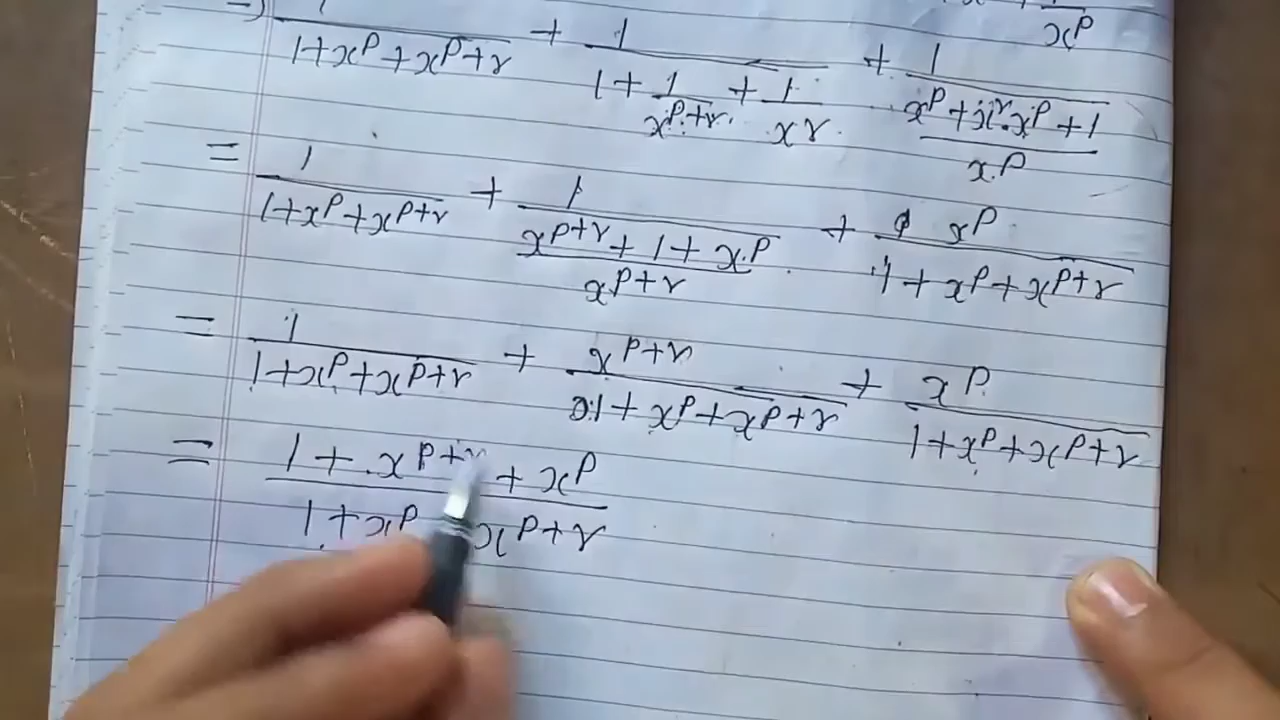 1/(1+x^p+x^(p+r)) + 1/(1+1/x^(p+r)+1/x^r) + 1/((x^p+x^r.x^p+1)/x^p)
= 1/(1+x^p+x^(p+r)) + 1/((x^(p+r)+1+x^p)/x^(p+r)) + x^p/(1+x^p+x^(p+r))
= 1/(1+x^p+x^(p+r)) + x^(p+r)/(1+x^p+x^(p+r)) + x^p/(1+x^p+x^(p+r))
= (1+x^(p+r)+x^p)/(1+x^p+x^(p+r))